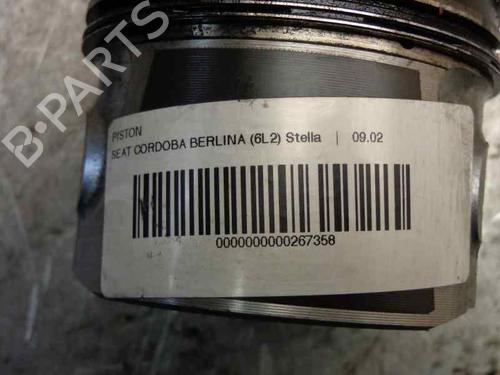 B-PARTS
PISTON
SEAT CORDOBA BERLINA (6L2) Stella | 09.02
0000000000267358